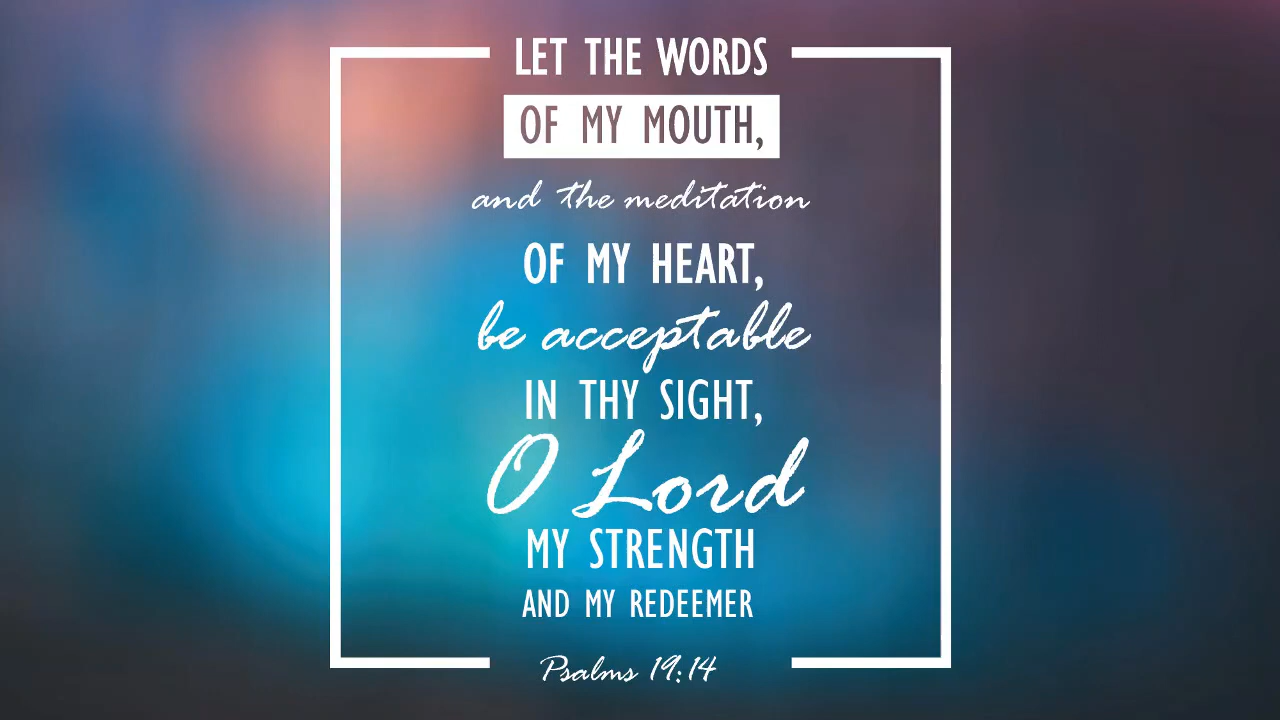 LET THE WORDS
OF MY MOUTH,
and the meditation
OF MY HEART,
be acceptable
IN THY SIGHT,
O Lord
MY STRENGTH
AND MY REDEEMER
Psalms 19:14